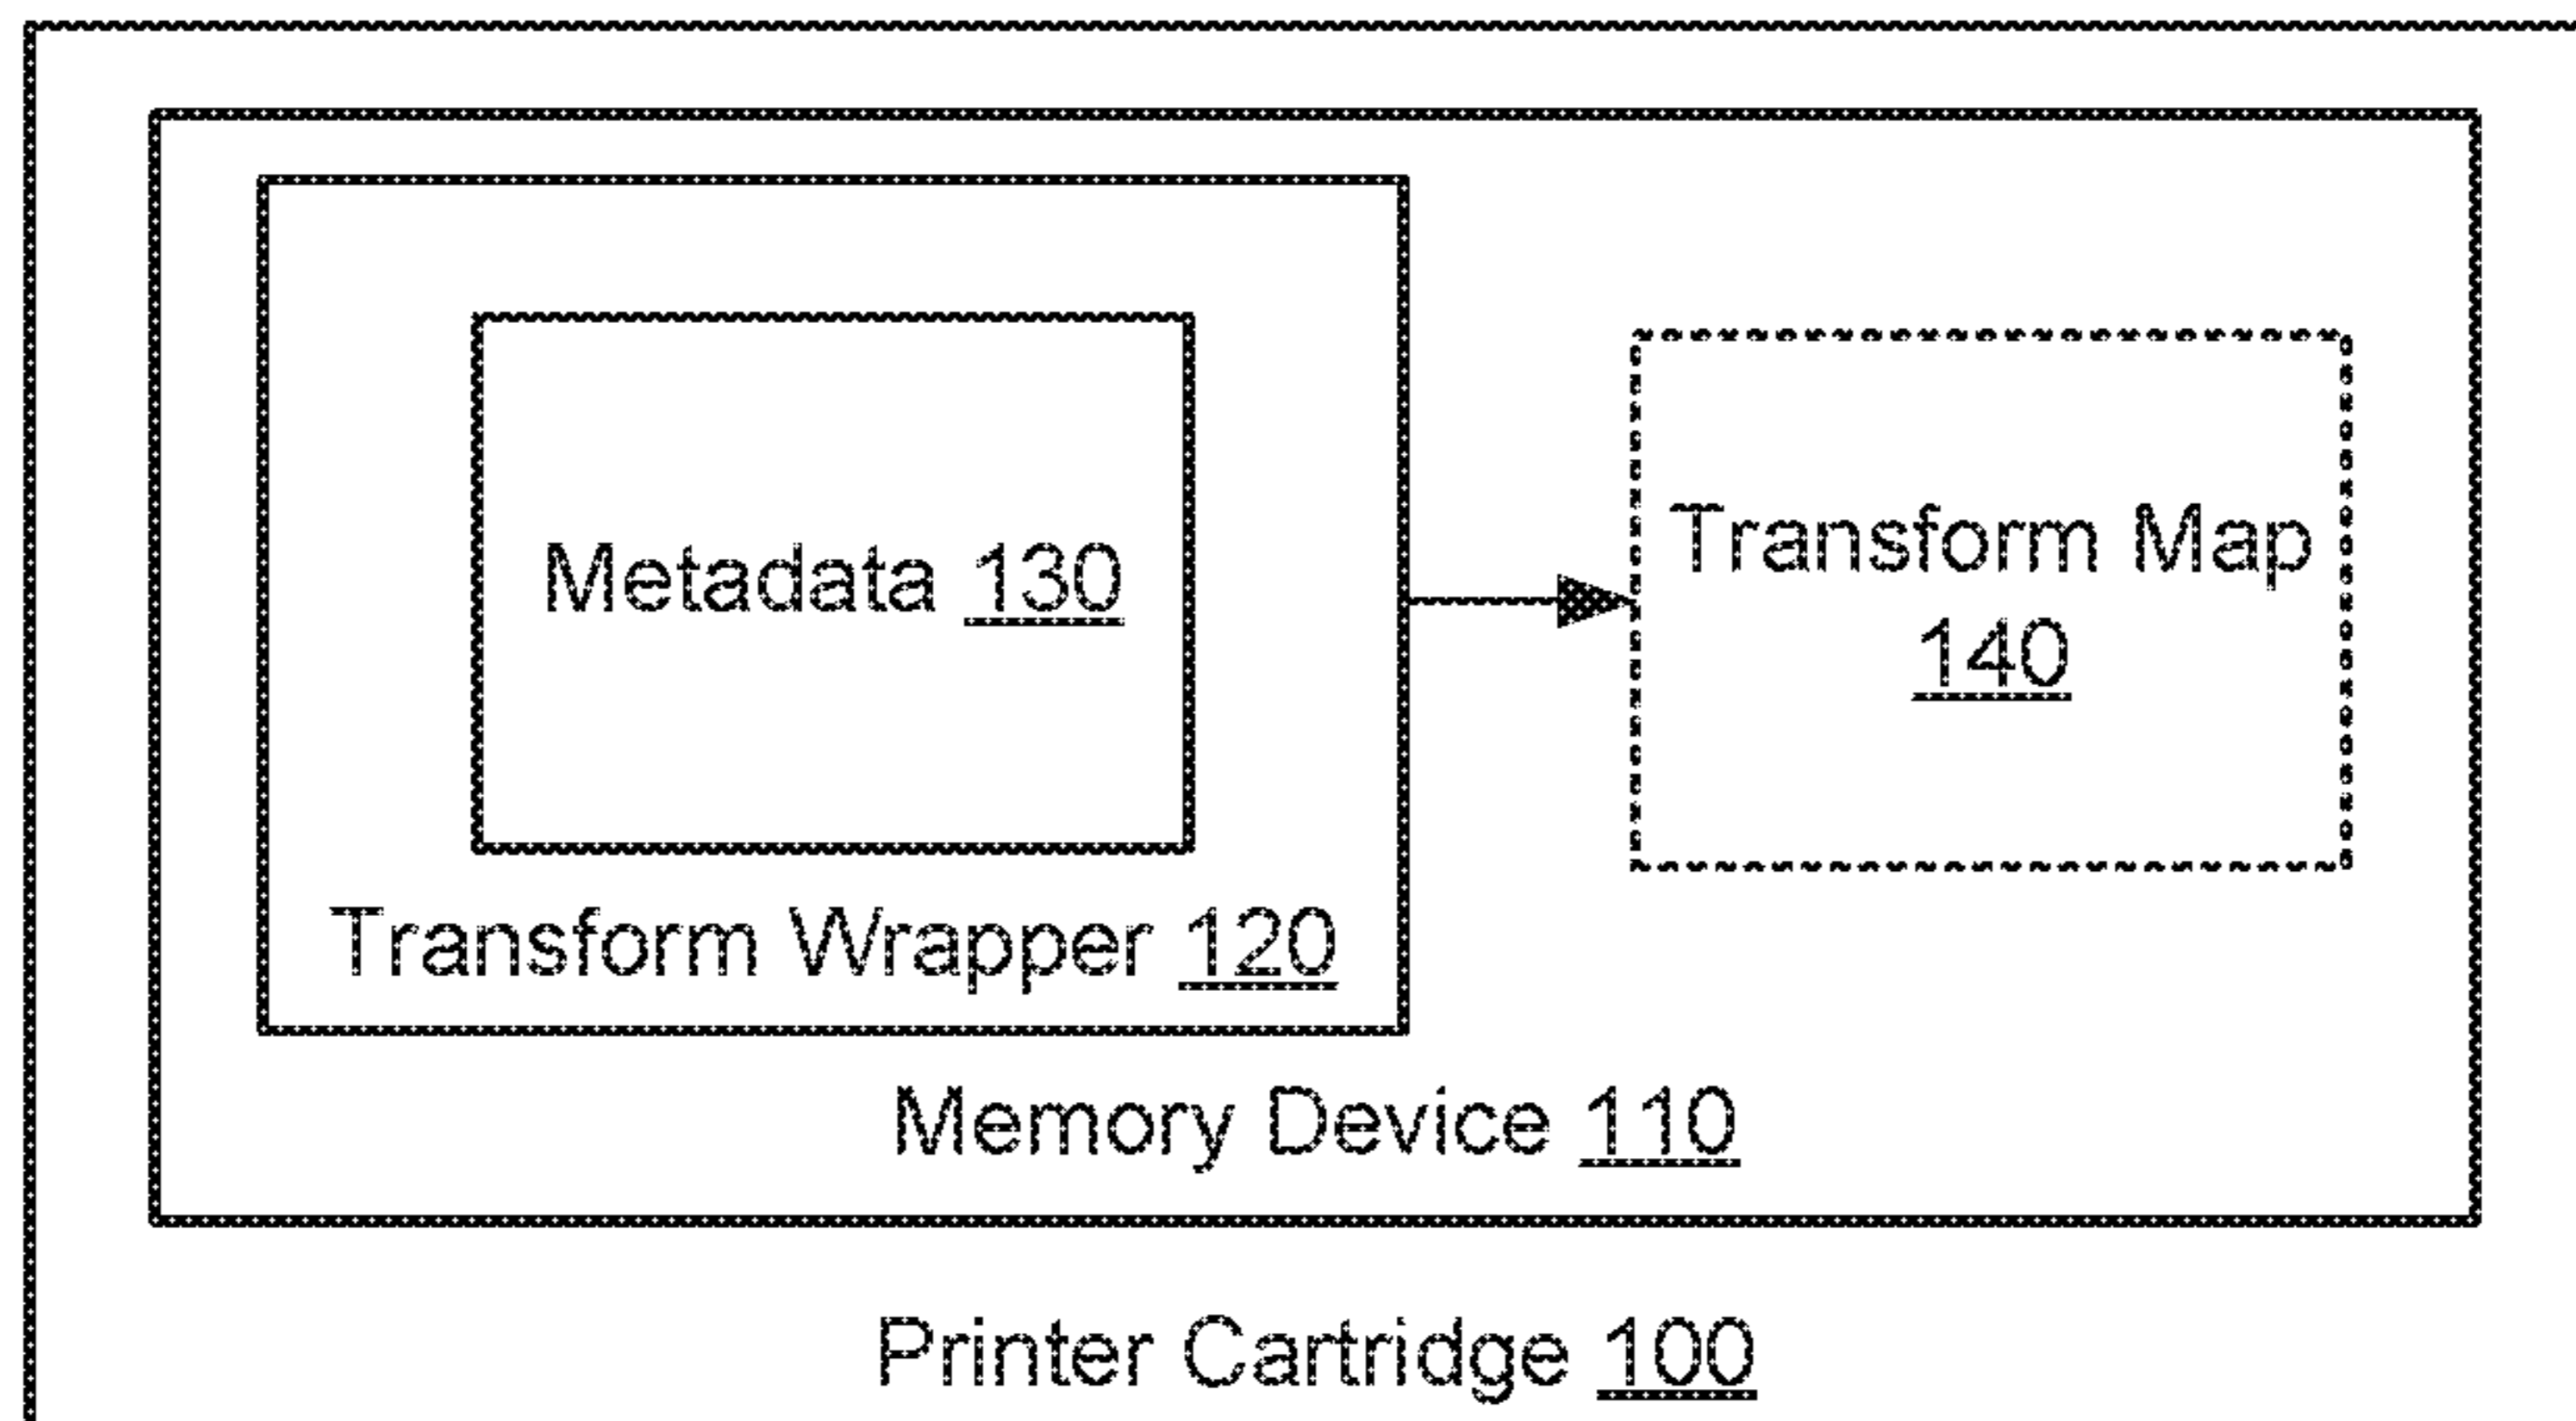 Metadata 130
Transform Map
140
Transform Wrapper 120
Memory Device 110
Printer Cartridge 100